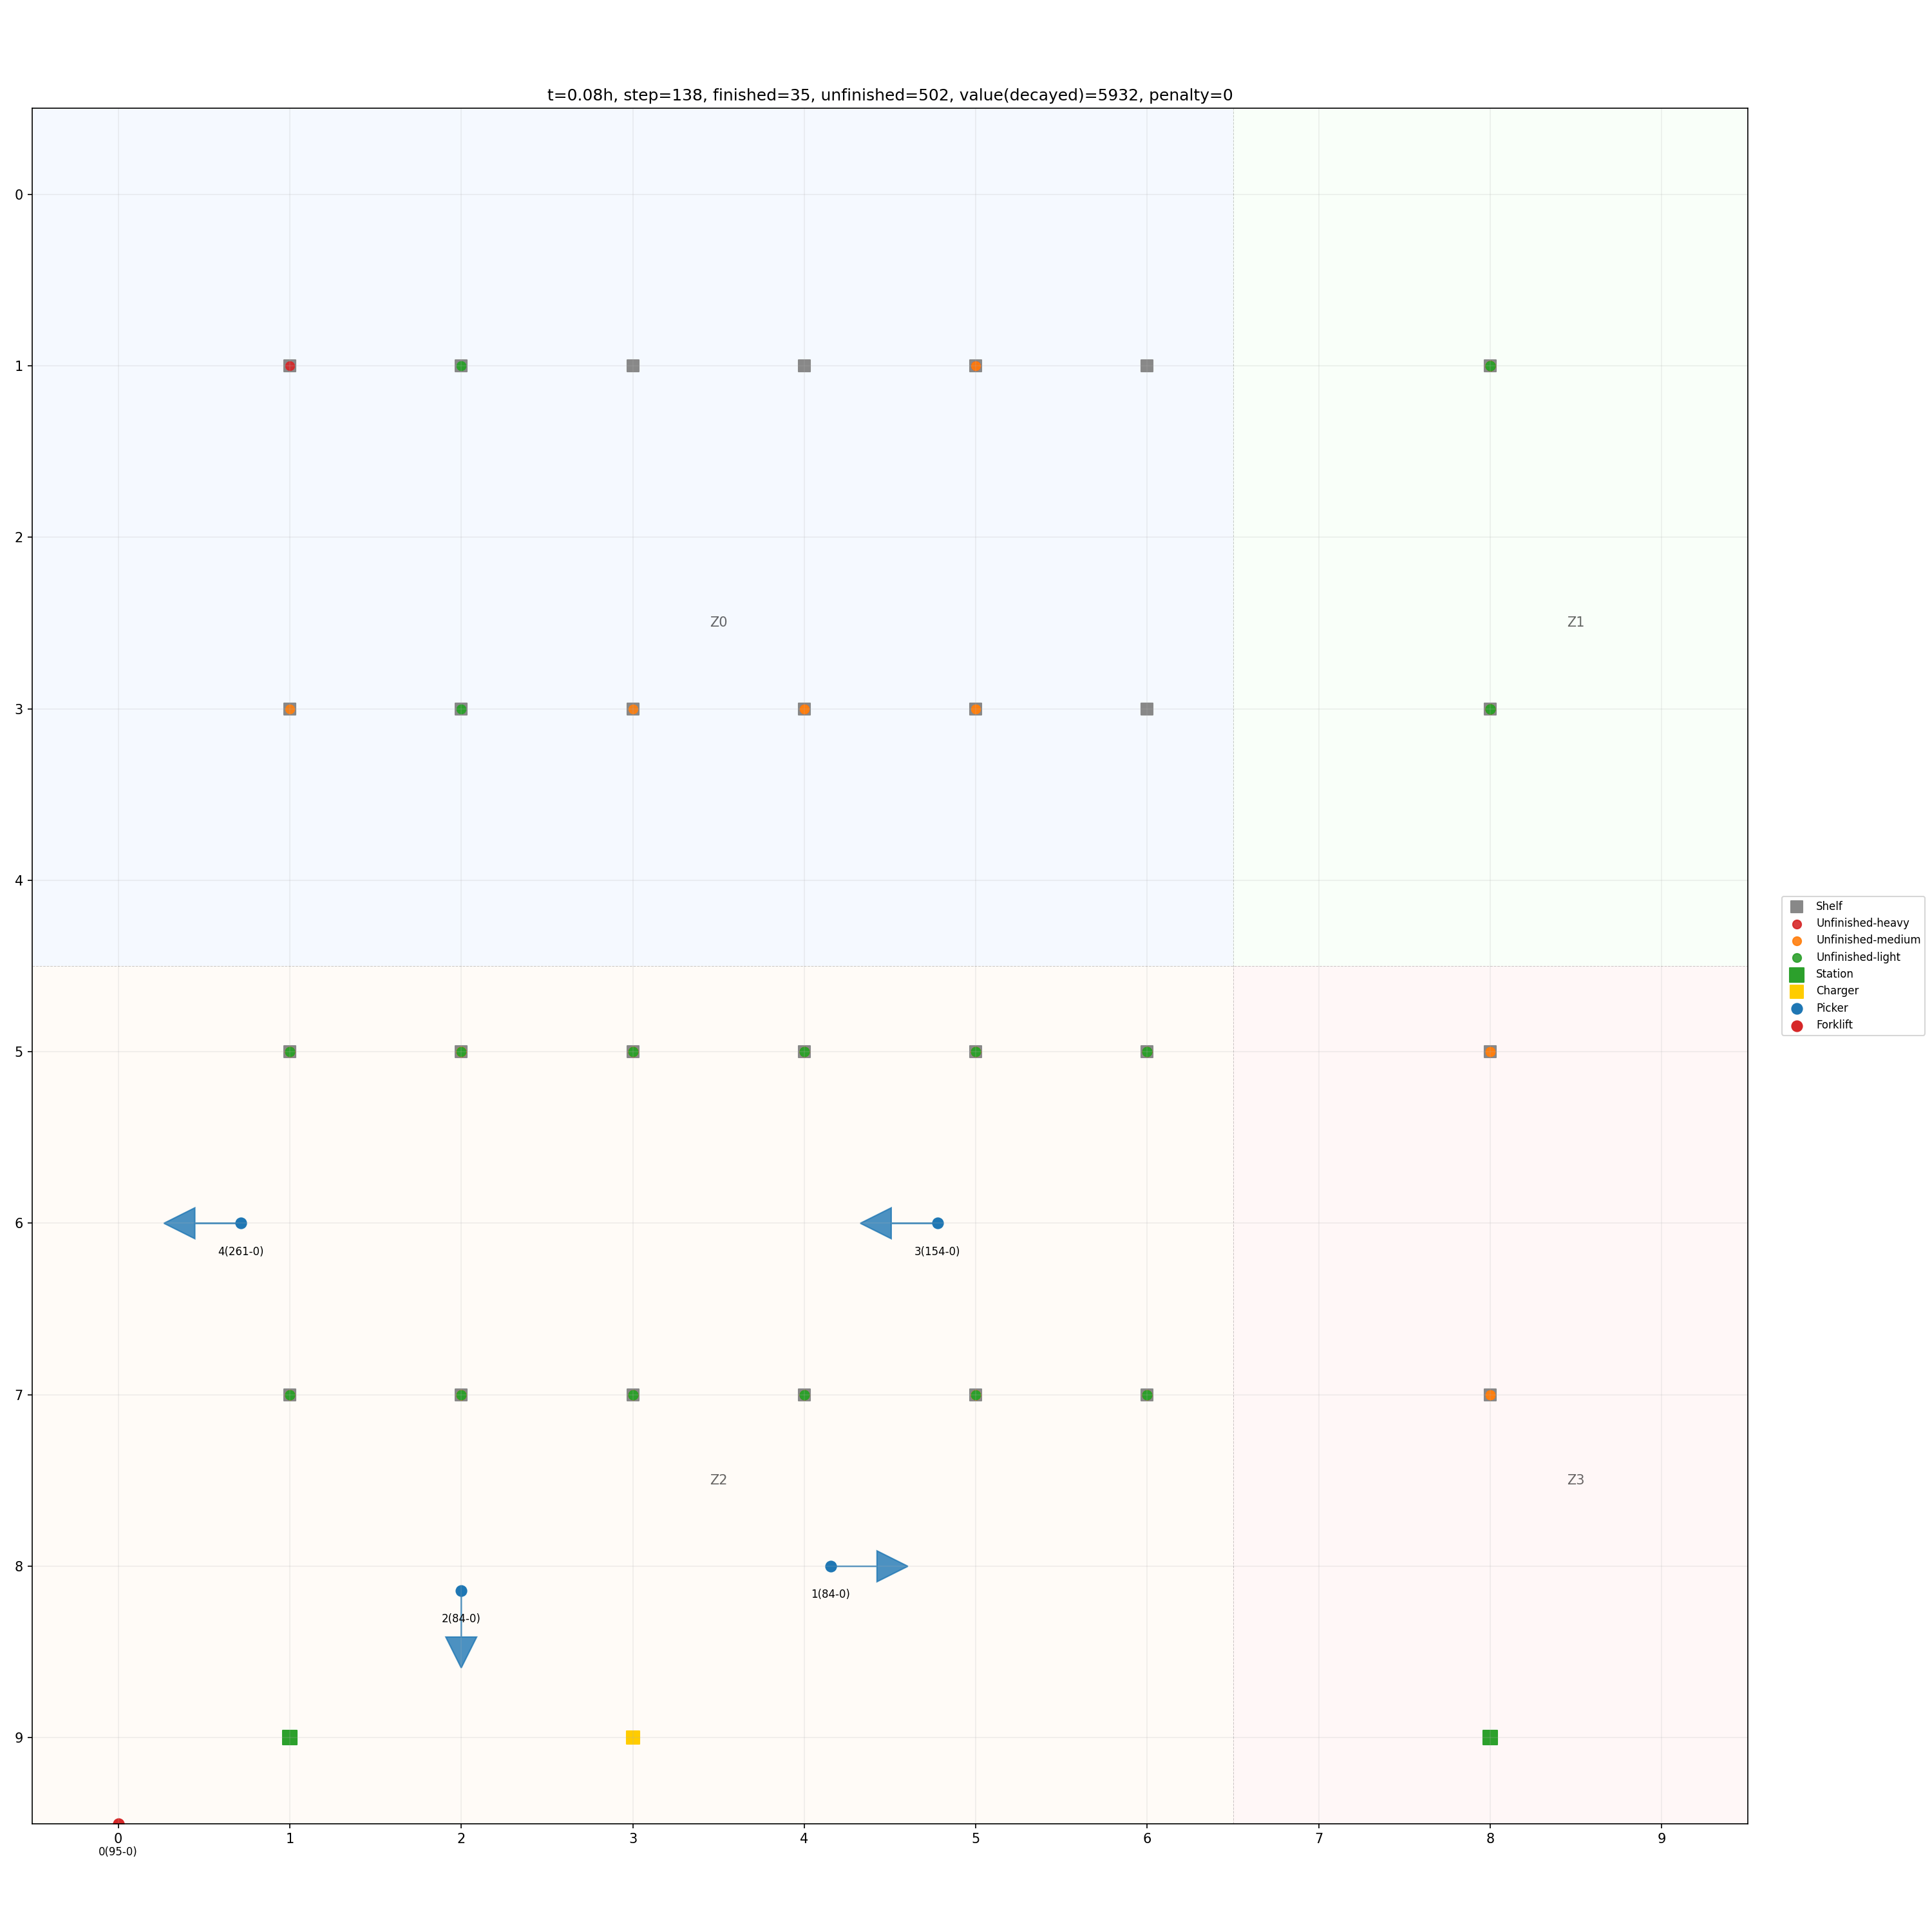 t=0.08h, step=138, finished=35, unfinished=502, value(decayed)=5932, penalty=0
0
1
2
Z0
Z1
3
4
Shelf
Unfinished-heavy
Unfinished-medium
Unfinished-light
Station
Charger
Picker
Forklift
5
6
4(261-0)
3(154-0)
7
Z2
Z3
8
1(84-0)
2(84-0)
9
0 1 2 3 4 5 6 7 8 9
0(95-0)